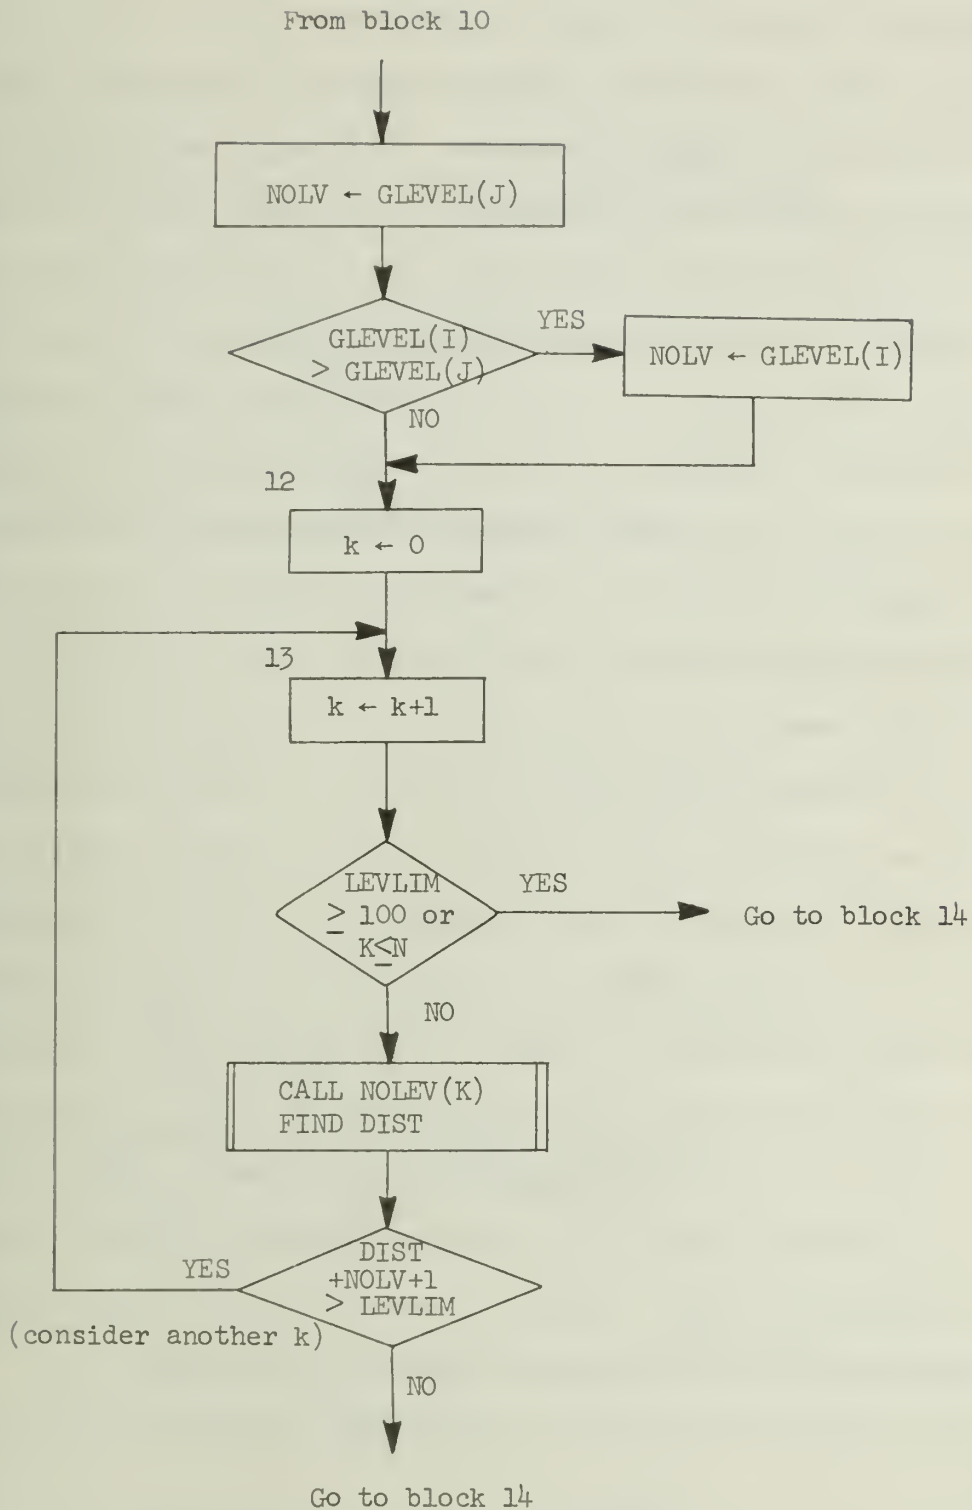 From block 10
NOLV ← GLEVEL(J)
GLEVEL(I)
> GLEVEL(J)
YES
NOLV ← GLEVEL(I)
NO
12
k ← 0
13
k ← k+1
LEVLIM
≥ 100 or
K≤N
YES
Go to block 14
NO
CALL NOLEV(K)
FIND DIST
DIST
+NOLV+1
> LEVLIM
YES
(consider another k)
NO
Go to block 14